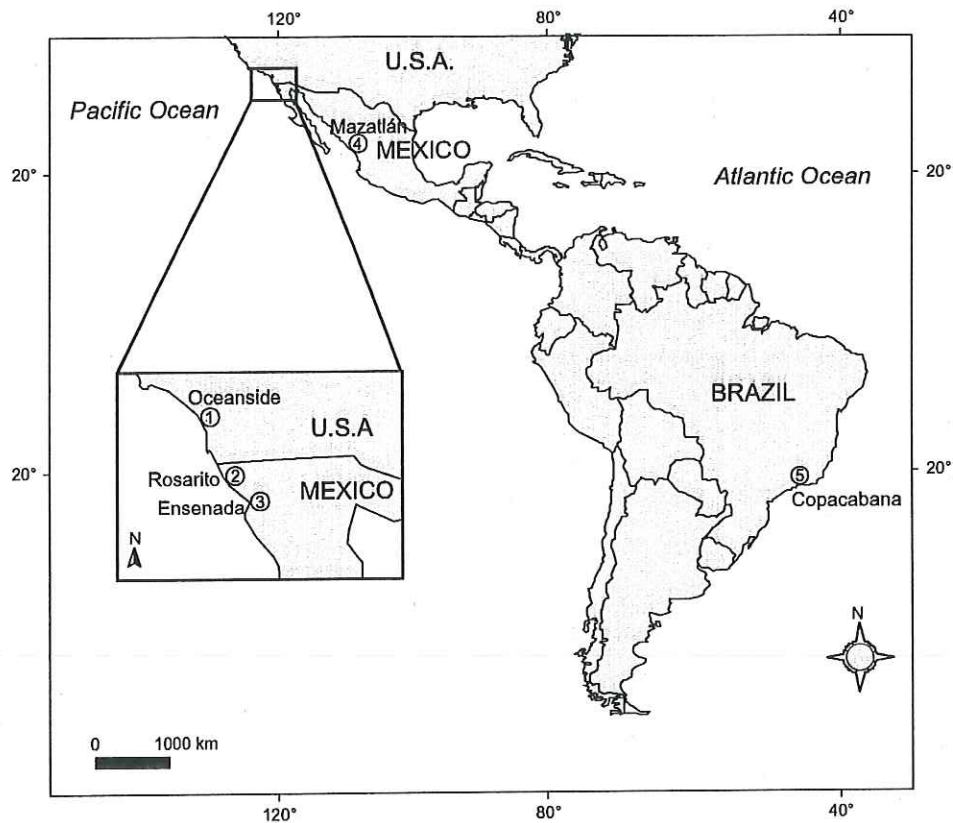 120°
80°
40°
U.S.A.
Pacific Ocean
Mazatlán
4
MEXICO
20°
Atlantic Ocean
20°
Oceanside
1
U.S.A
BRAZIL
20°
Rosarito
2
MEXICO
5
20°
Ensenada
3
Copacabana
N
N
0
1000 km
120°
80°
40°